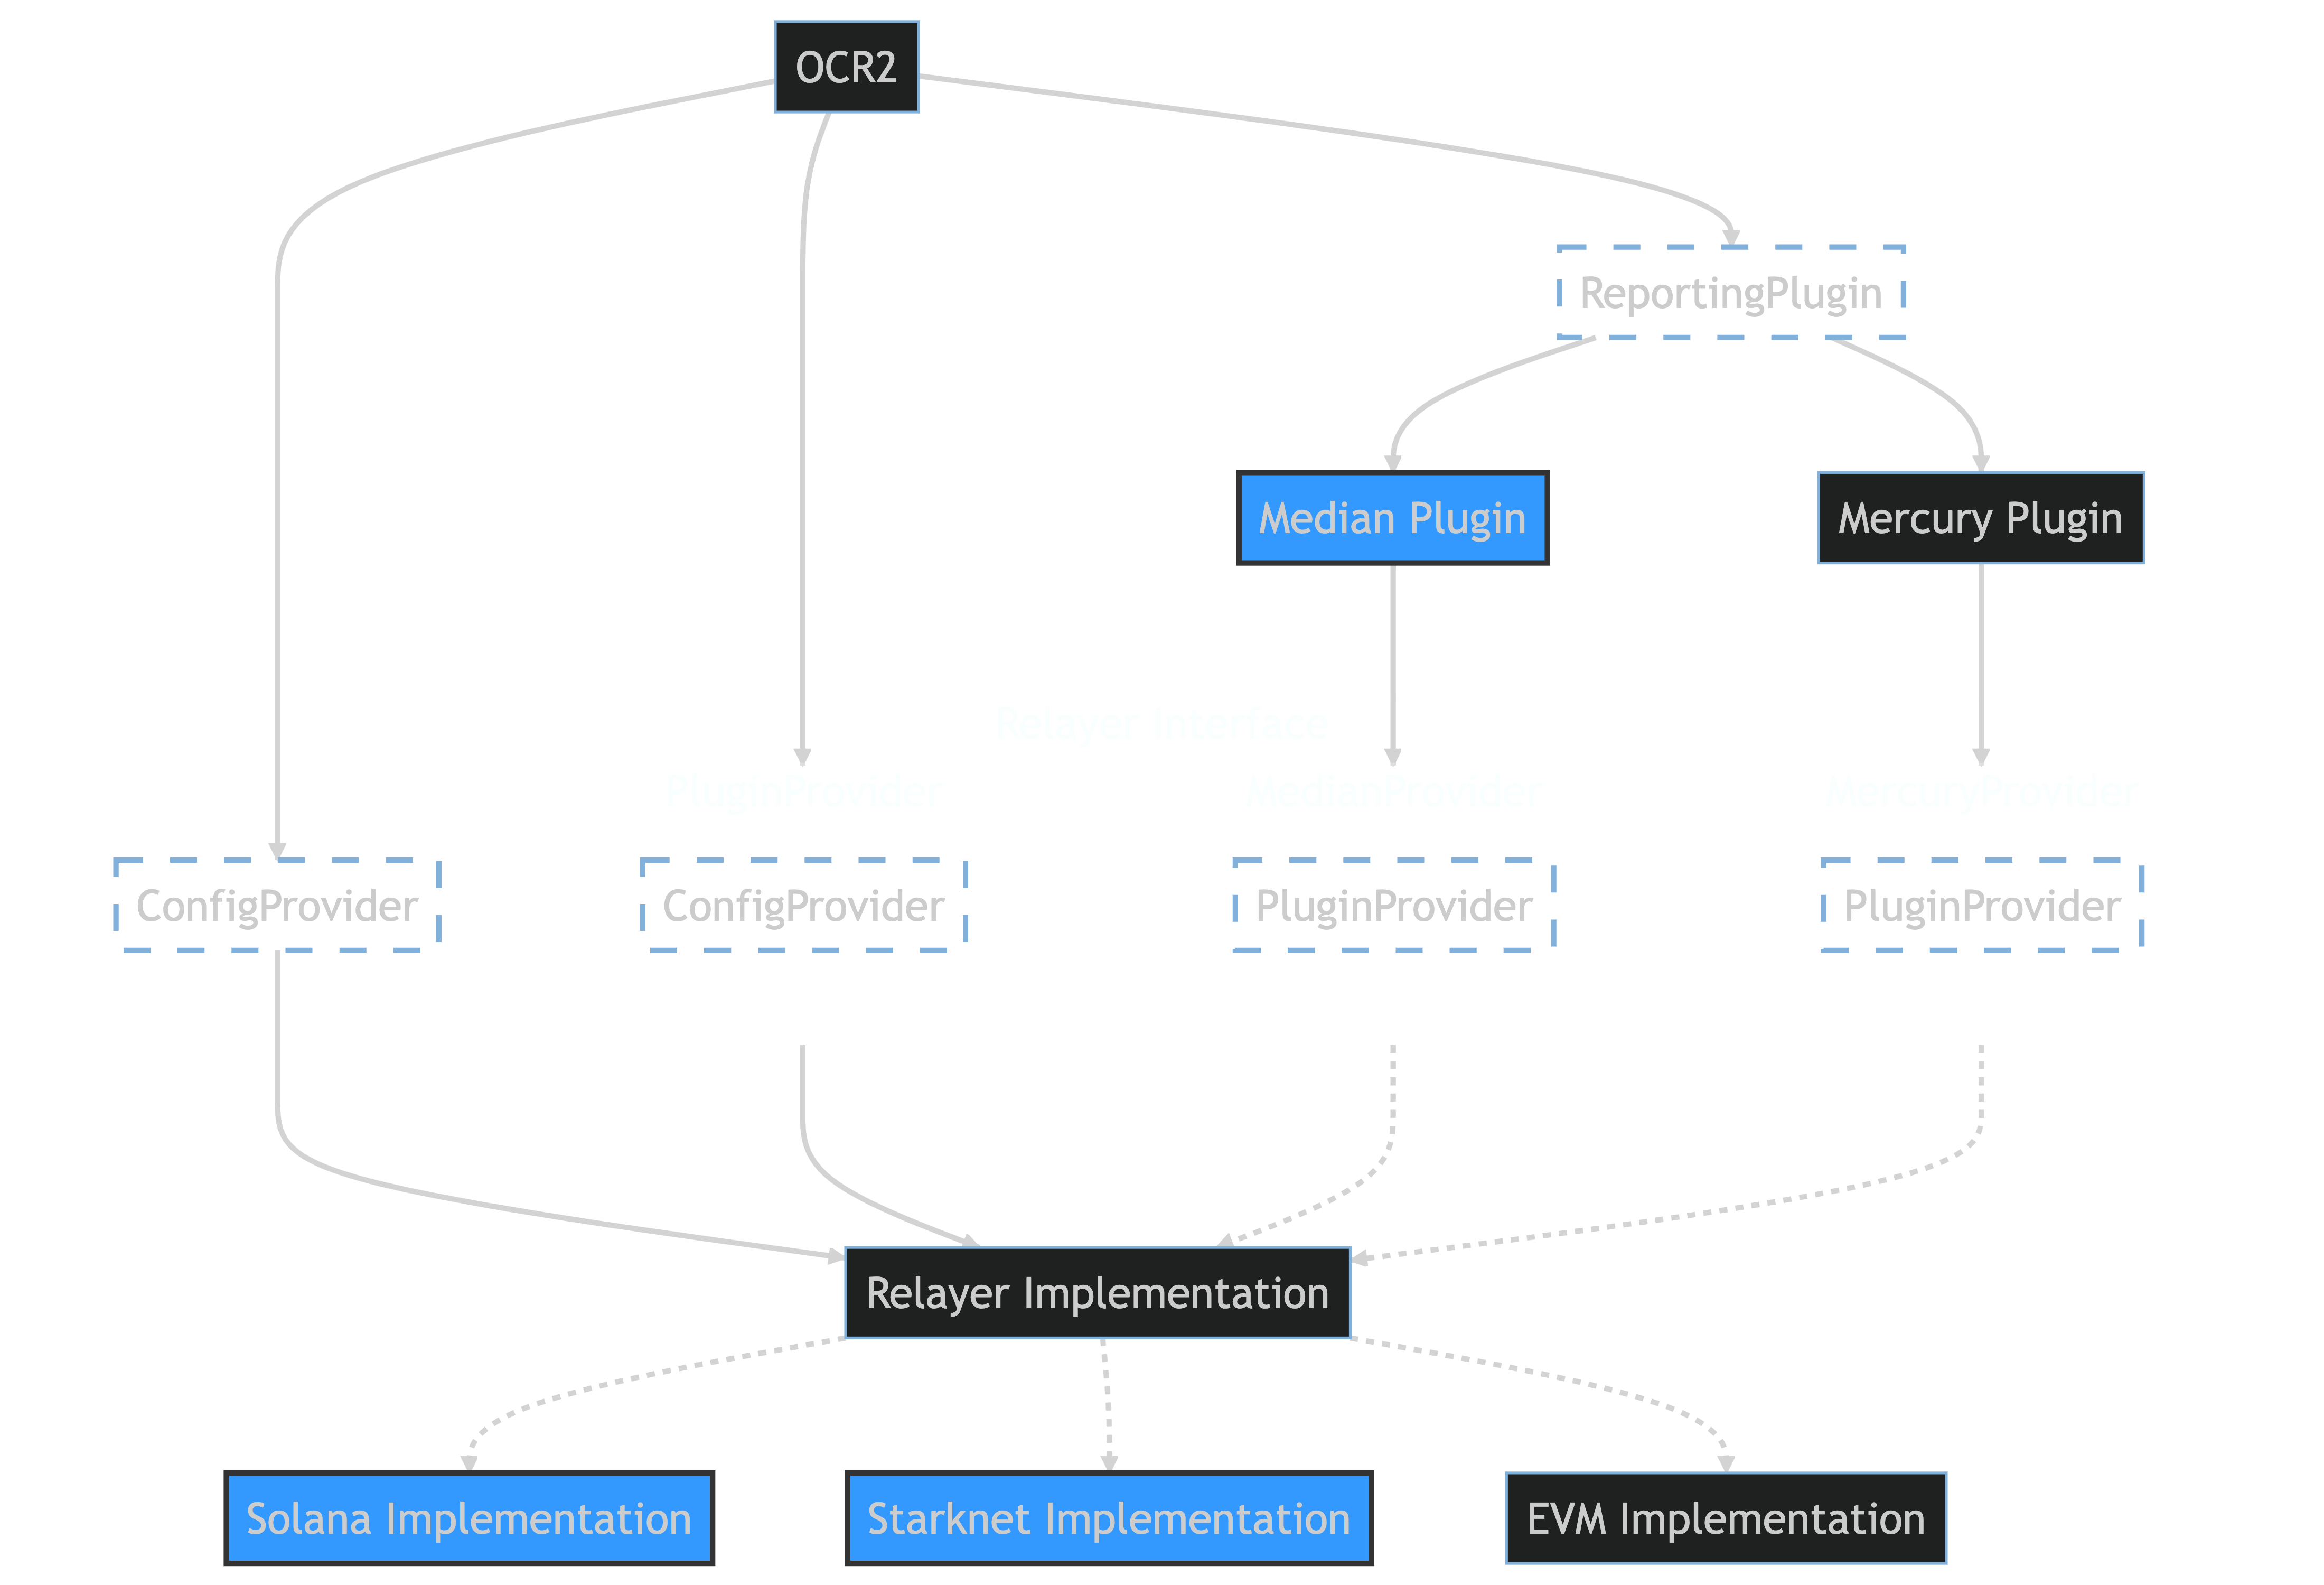 OCR2
ReportingPlugin
Median Plugin
Mercury Plugin
Relayer Interface
PluginProvider
MedianProvider
MercuryProvider
ConfigProvider
ConfigProvider
PluginProvider
PluginProvider
Relayer Implementation
Solana Implementation
Starknet Implementation
EVM Implementation